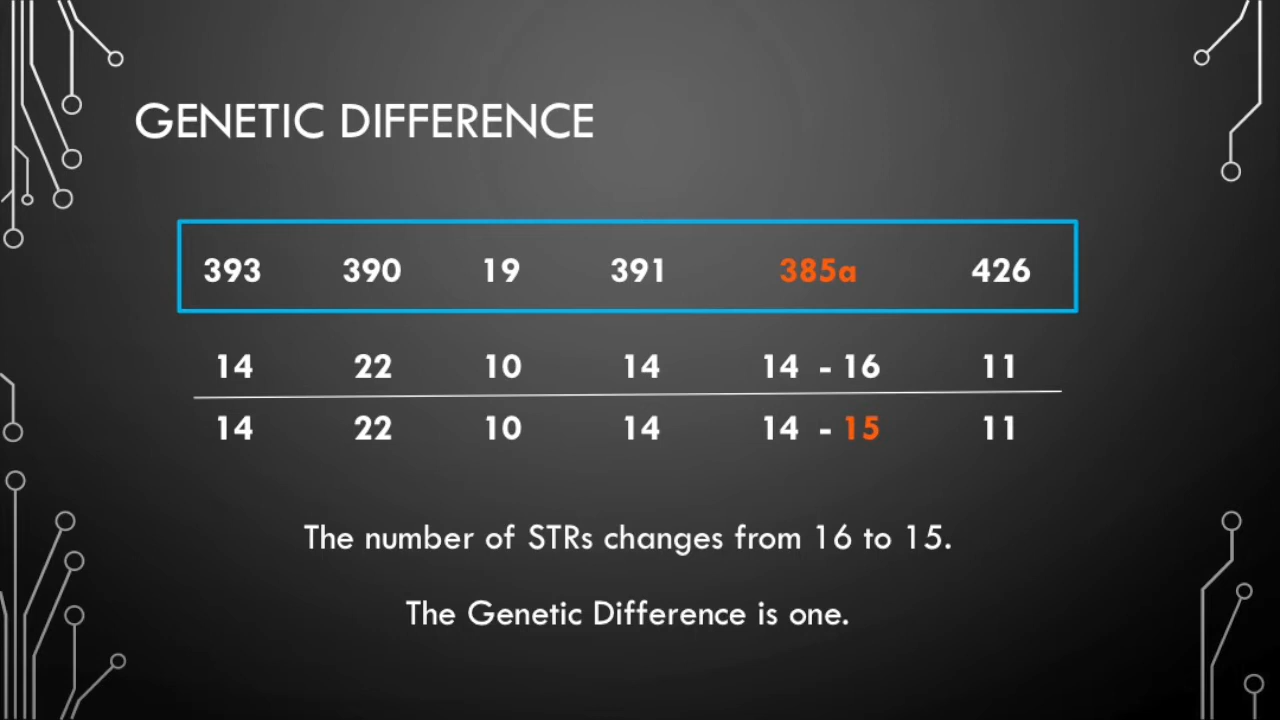 GENETIC DIFFERENCE
393 390 19 391 385a 426
14 22 10 14 14 - 16 11
14 22 10 14 14 - 15 11
The number of STRs changes from 16 to 15.
The Genetic Difference is one.